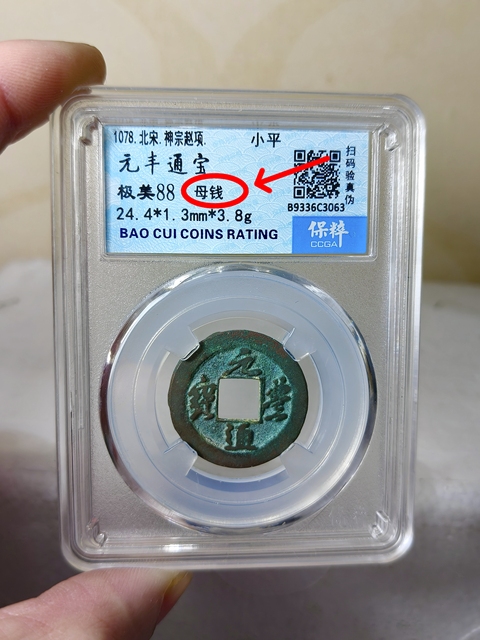 1078.北宋.神宗赵顼. 小平
元丰通宝
极美88 母钱
24.4*1.3mm*3.8g
BAO CUI COINS RATING
扫码验真伪
B9336C3063
保粹
CCGA
元豐通寳